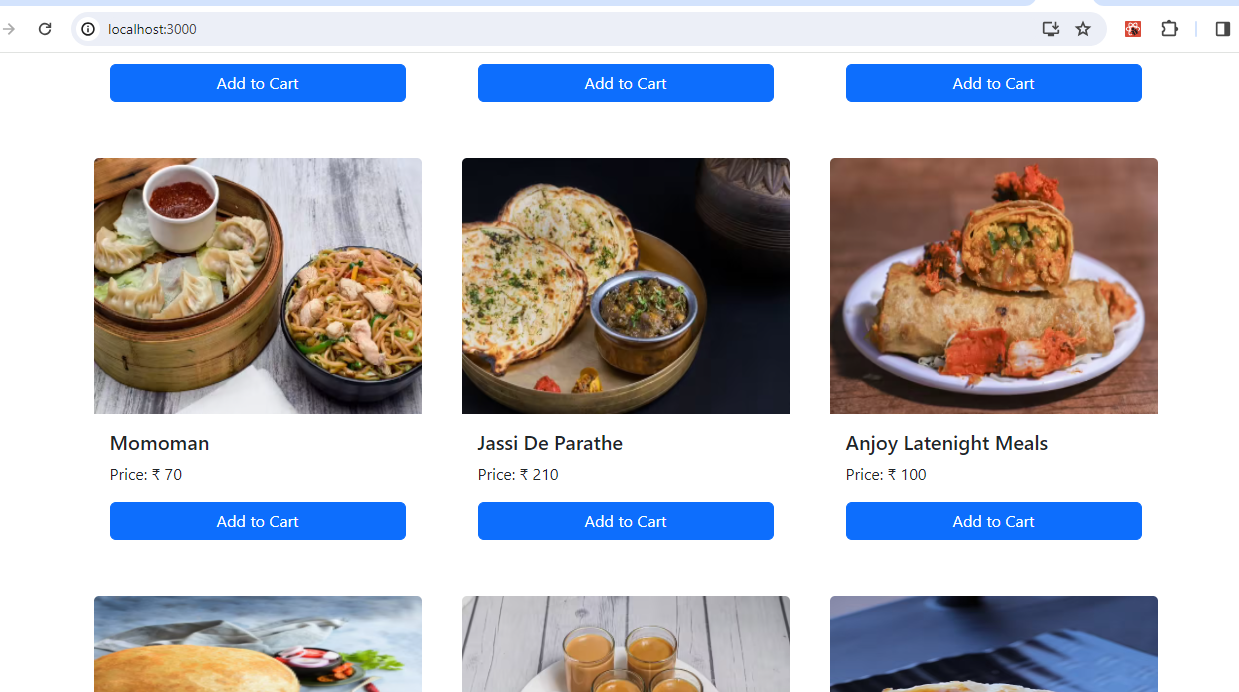 localhost:3000
Add to Cart
Add to Cart
Add to Cart
Momoman
Jassi De Parathe
Anjoy Latenight Meals
Price: ₹ 70
Price: ₹ 210
Price: ₹ 100
Add to Cart
Add to Cart
Add to Cart